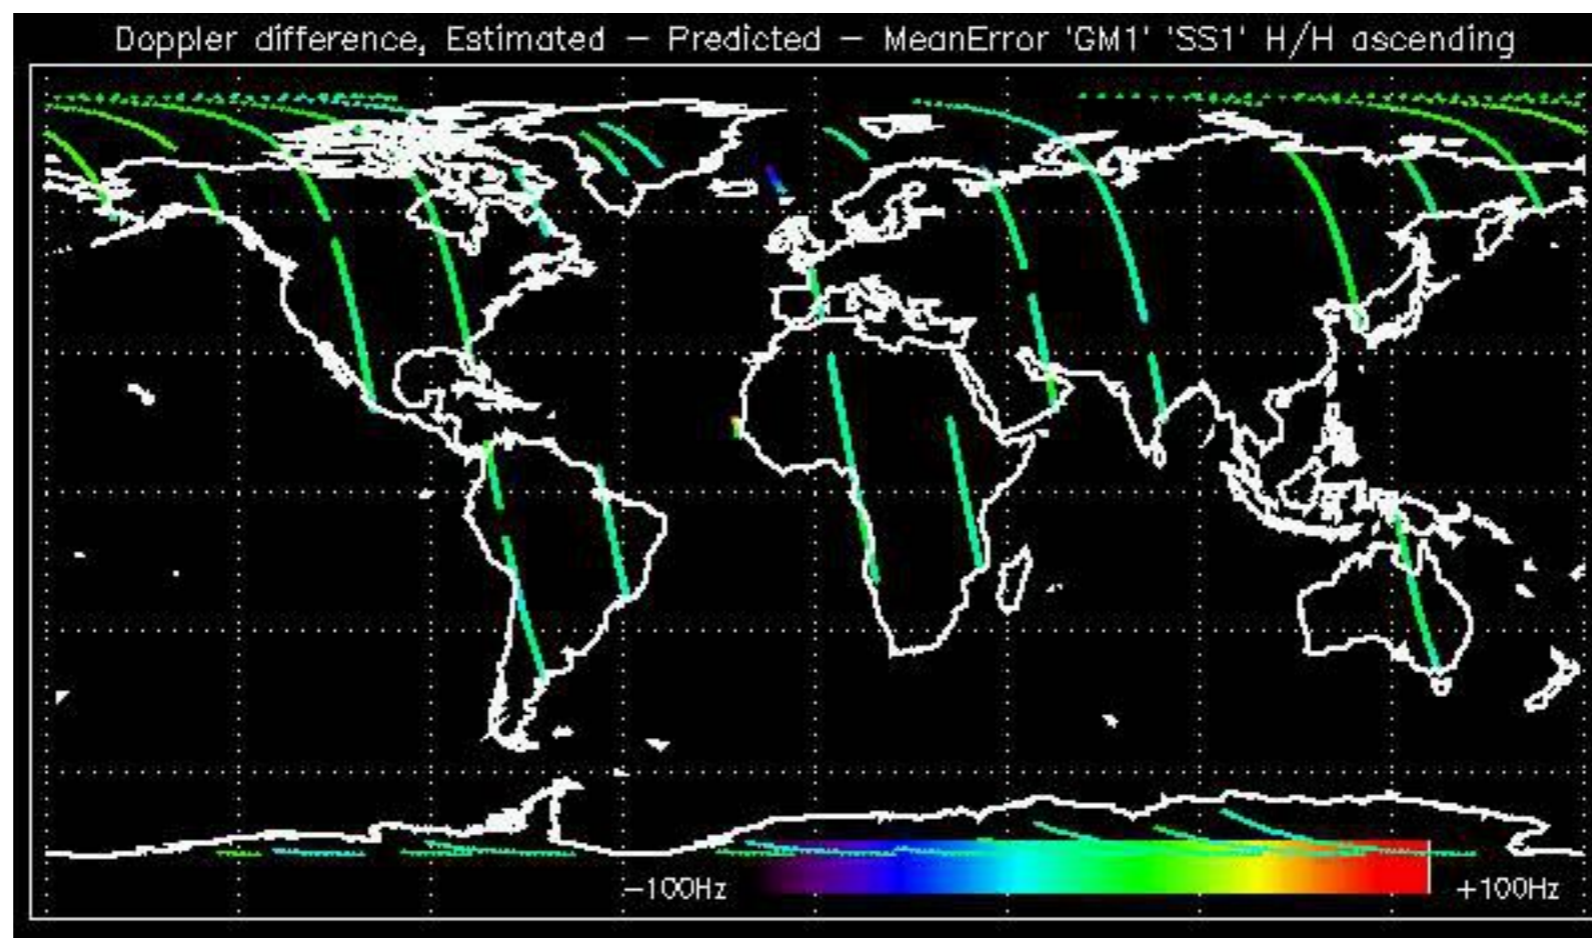 Doppler difference, Estimated - Predicted - MeanError 'GM1' 'SS1' H/H ascending
-100Hz +100Hz